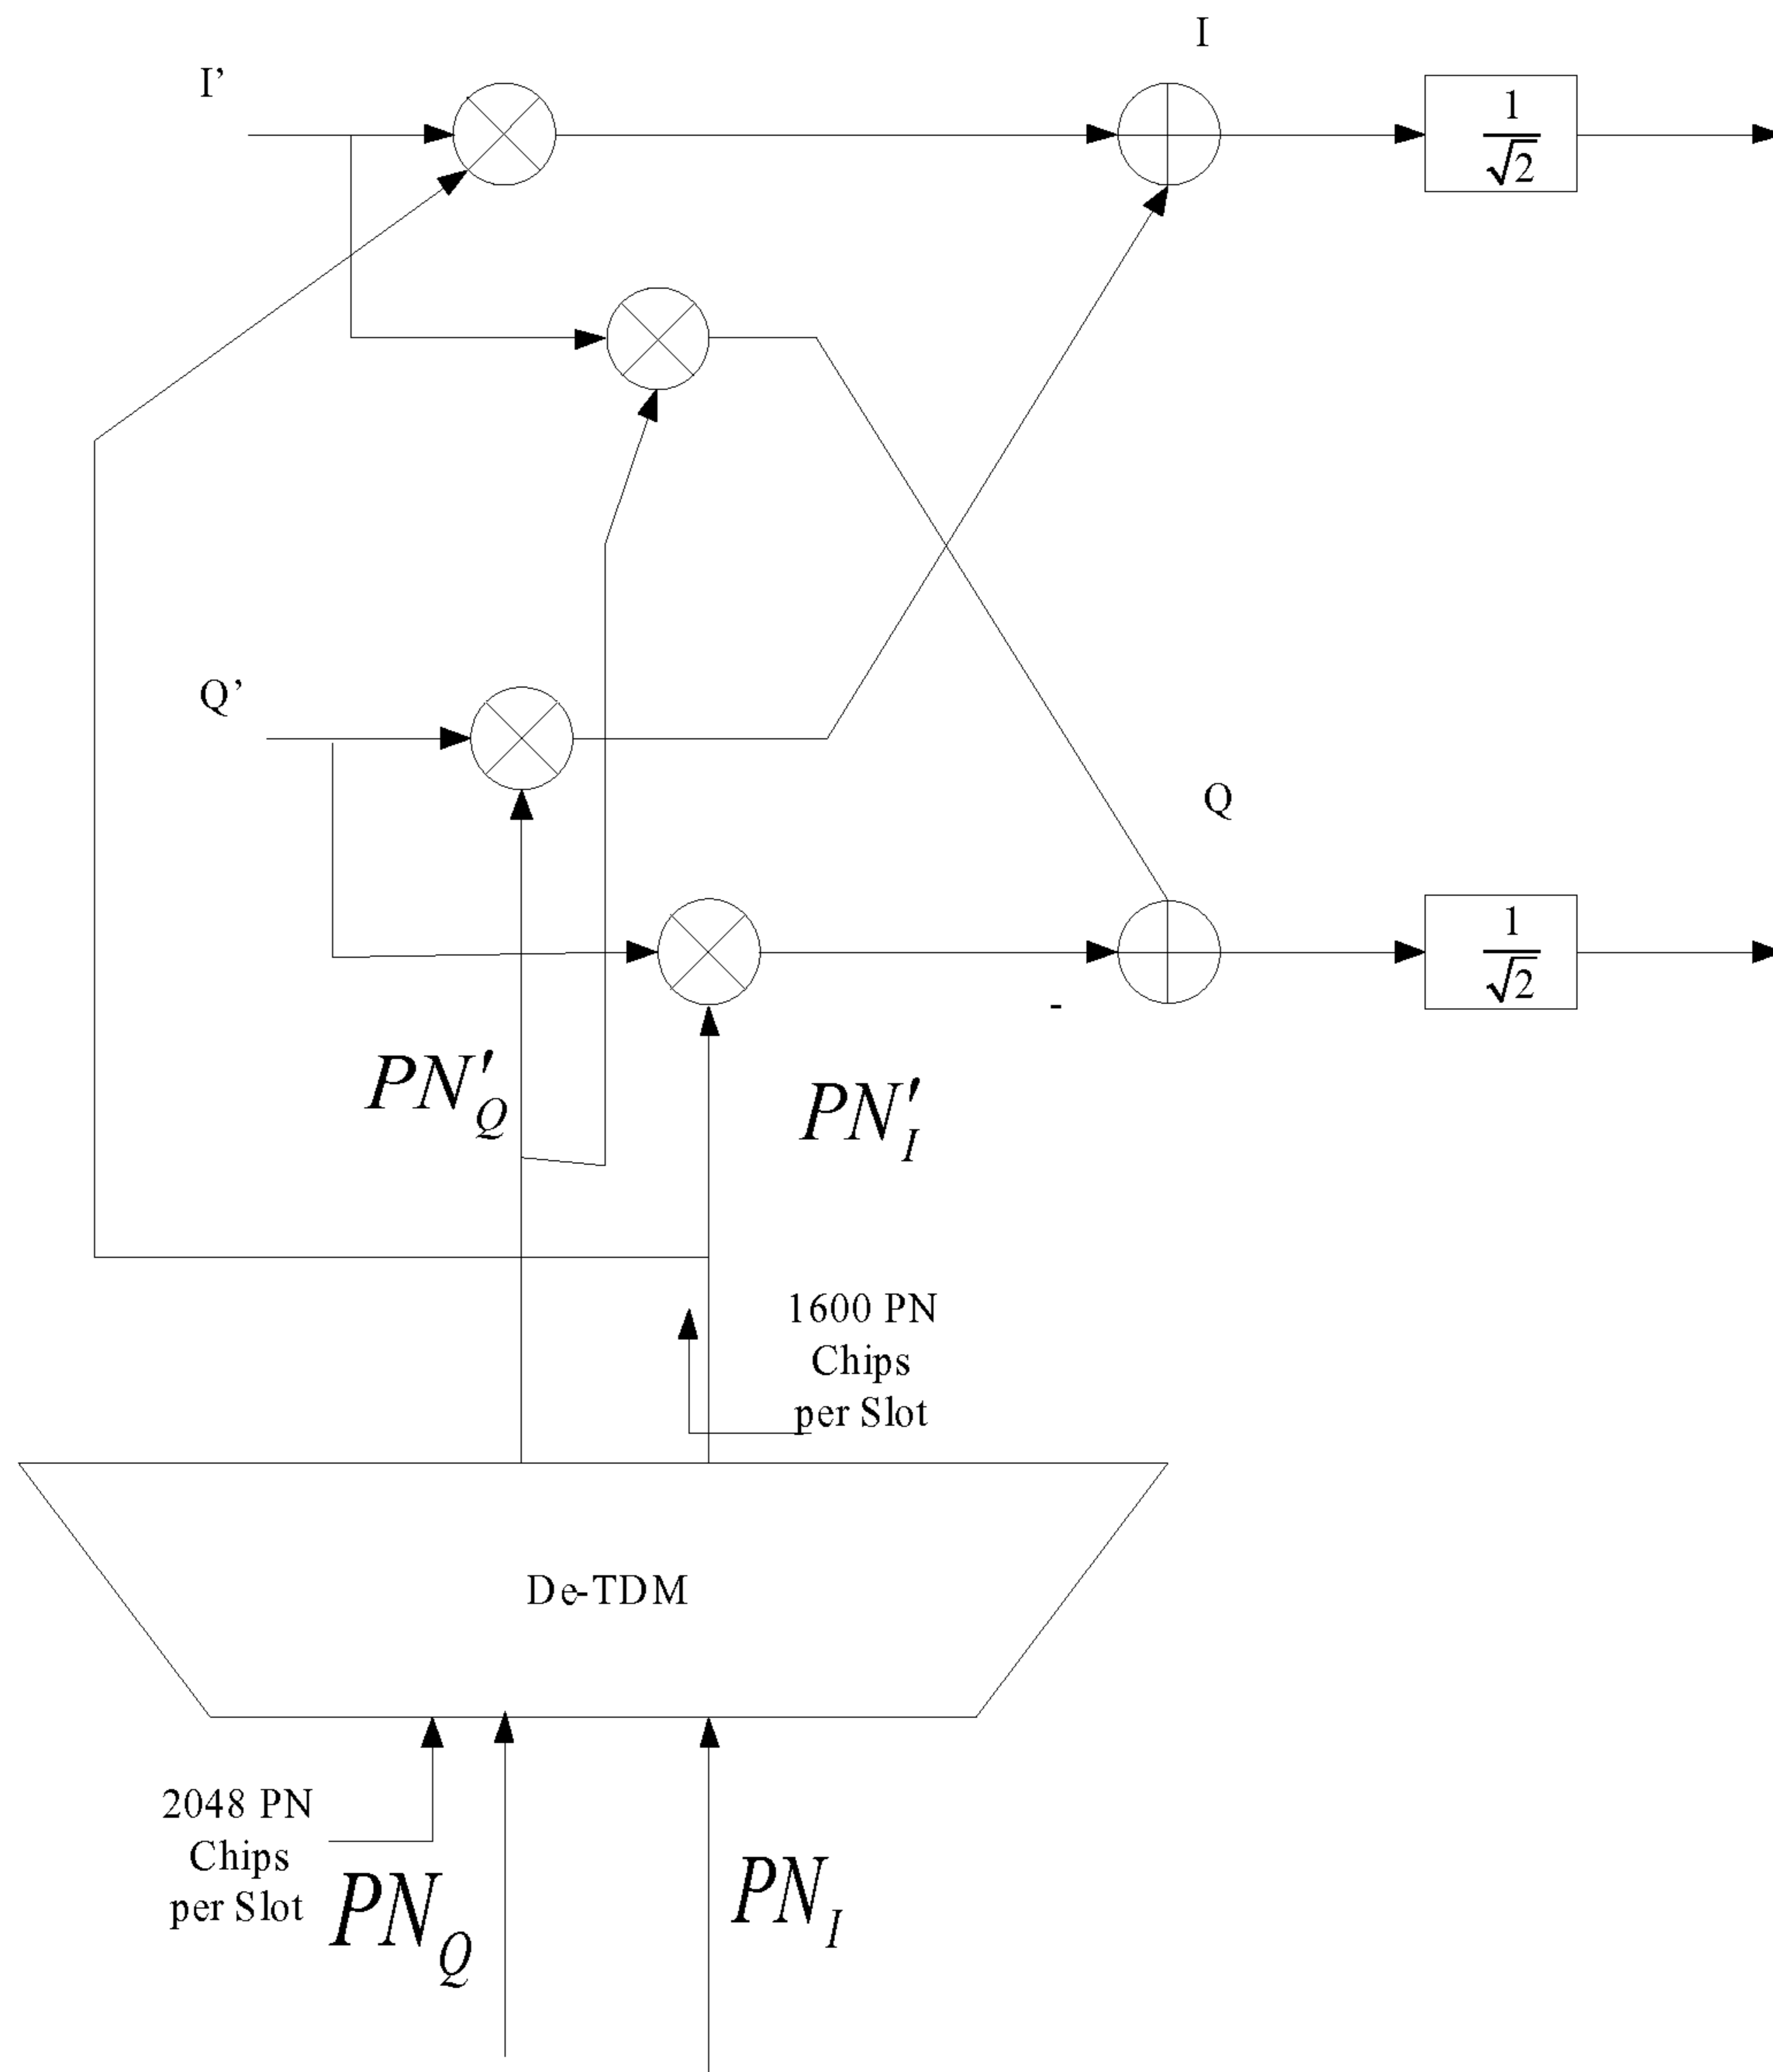 I
I’
1
√2
Q’
Q
1
√2
PN′Q
PN′I
-
1600 PN
Chips
per Slot
De-TDM
2048 PN
Chips
per Slot
PNQ
PNI